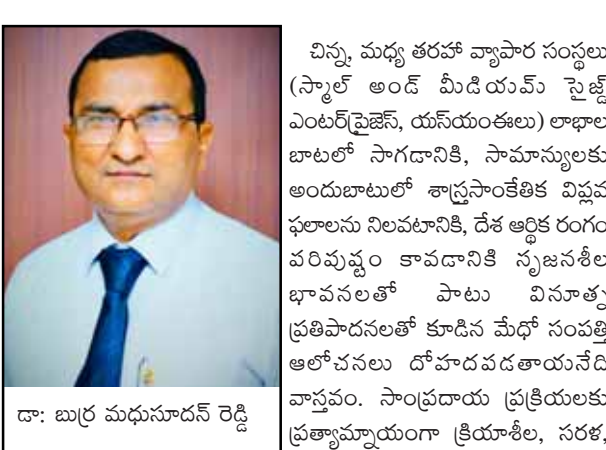 చిన్న, మధ్య తరహా వ్యాపార సంస్థలు
(స్మాల్ అండ్ మీడియమ్ సైజ్డ్
ఎంటర్‌ప్రైజెస్, యస్‌యంఈలు) లాభాల
బాటలో సాగడానికి, సామాన్యులకు
అందుబాటులో శాస్త్రసాంకేతిక విప్లవ
ఫలాలను నిలవటానికి, దేశ ఆర్థిక రంగం
పరిపుష్టం కావడానికి సృజనశీల
భావనలతో పాటు వినూత్న
ప్రతిపాదనలతో కూడిన మేధో సంపత్తి
ఆలోచనలు దోహదపడతాయనేది
వాస్తవం. సాంప్రదాయ ప్రక్రియలకు
ప్రత్యామ్నాయంగా క్రియాశీల, సరళ,
డా: బుర్ర మధుసూదన్ రెడ్డి